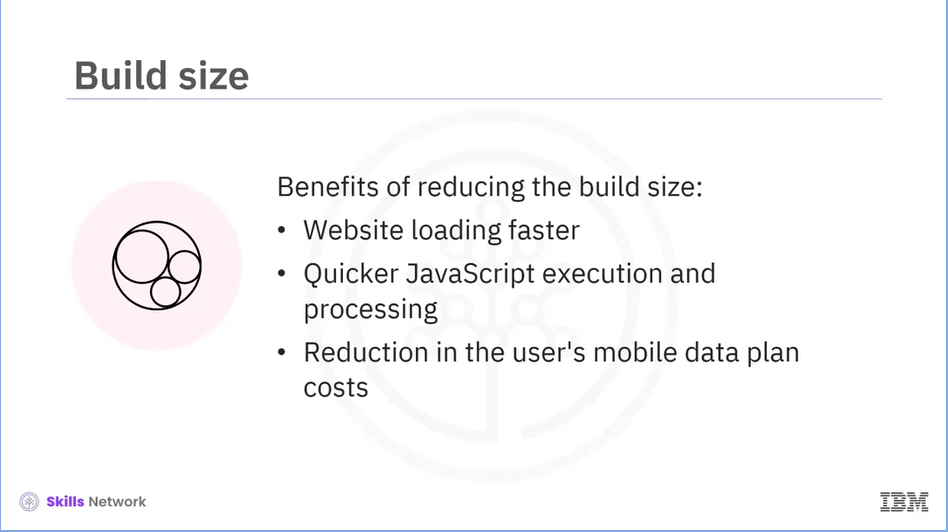 Build size
Benefits of reducing the build size:
• Website loading faster
• Quicker JavaScript execution and
processing
• Reduction in the user's mobile data plan
costs
Skills Network
IBM